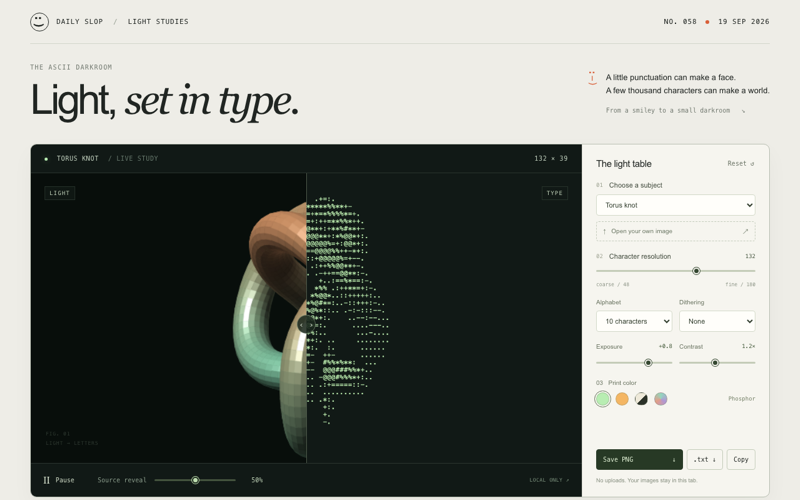 DAILY SLOP / LIGHT STUDIES
NO. 058 • 19 SEP 2026
THE ASCII DARKROOM
Light, set in type.
A little punctuation can make a face.
A few thousand characters can make a world.
From a smiley to a small darkroom
TORUS KNOT / LIVE STUDY
132 × 39
LIGHT
TYPE
FIG. 01
LIGHT → LETTERS
Pause
Source reveal
50%
LOCAL ONLY
The light table
Reset ↺
01 Choose a subject
Torus knot
↑ Open your own image ↗
02 Character resolution 132
coarse / 48
fine / 180
Alphabet
Dithering
10 characters
None
Exposure +0.0
Contrast 1.2×
03 Print color
Phosphor
Save PNG ↓
.txt ↓
Copy
No uploads. Your images stay in this tab.